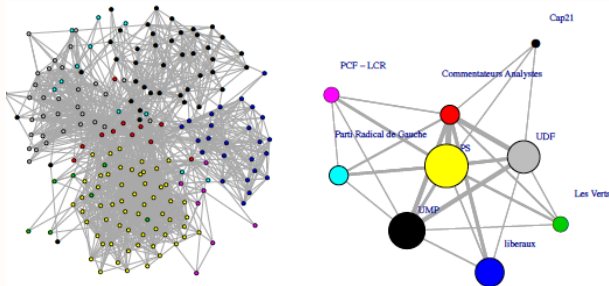 Cap21
PCF – LCR
Commentateurs Analystes
Parti Radical de Gauche
PS
UDF
Les Verts
UMP
liberaux